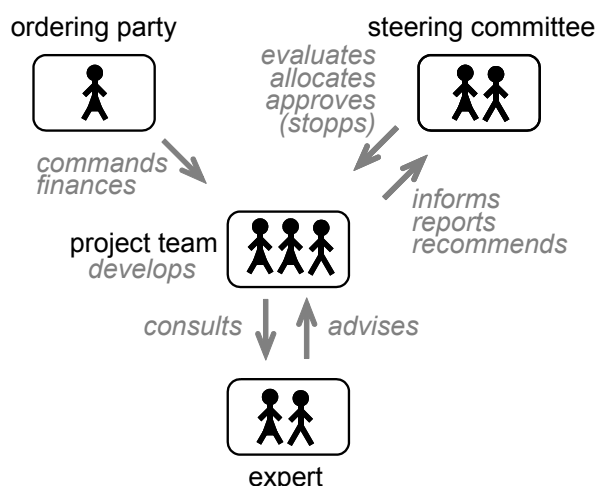 ordering party
steering committee
evaluates
allocates
approves
(stopps)
commands
finances
informs
reports
recommends
project team
develops
consults
advises
expert